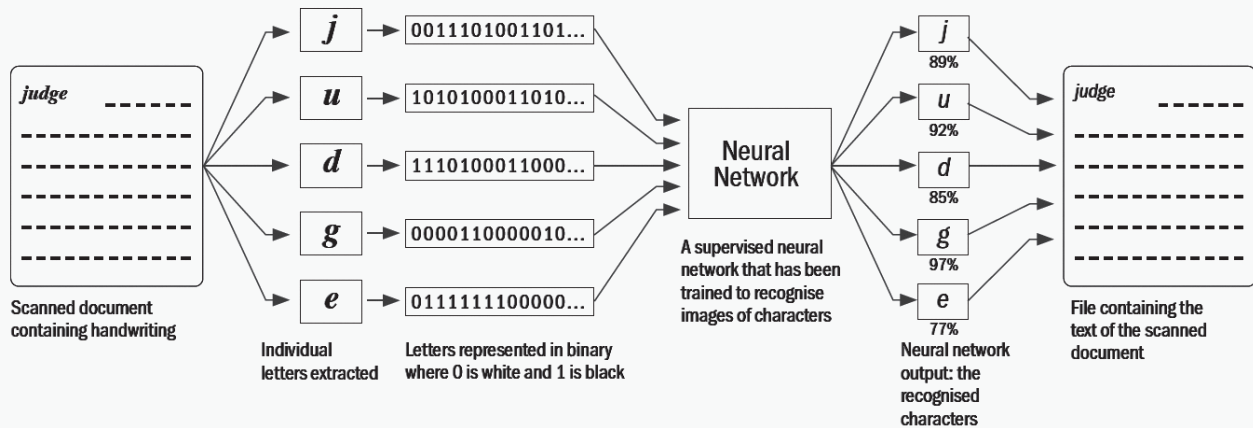 judge
Scanned document
containing handwriting
j
u
d
g
e
Individual
letters extracted
0011101001101...
1010100011010...
1110100011000...
0000110000010...
0111111100000...
Letters represented in binary
where 0 is white and 1 is black
Neural
Network
A supervised neural
network that has been
trained to recognise
images of characters
j
89%
u
92%
d
85%
g
97%
e
77%
Neural network
output: the
recognised
characters
judge
File containing the
text of the scanned
document